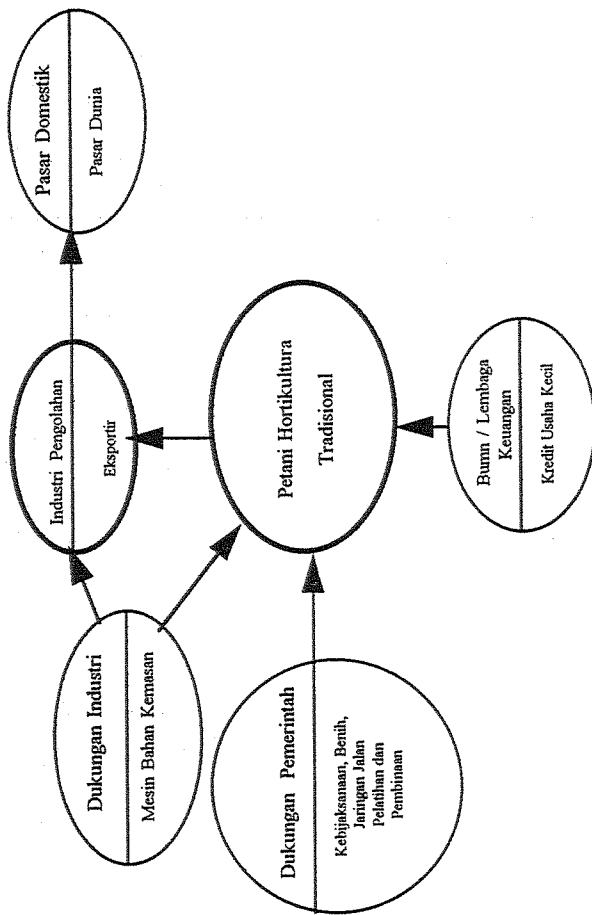 Dukungan Industri
Mesin Bahan Kemasan
Industri Pengolahan
Eksportir
Pasar Domestik
Pasar Dunia
Dukungan Pemerintah
Kebijaksanaan, Benih,
Jaringan Jalan
Pelatihan dan
Pembinaan
Petani Hortikultura
Tradisional
Bumn / Lembaga
Keuangan
Kredit Usaha Kecil